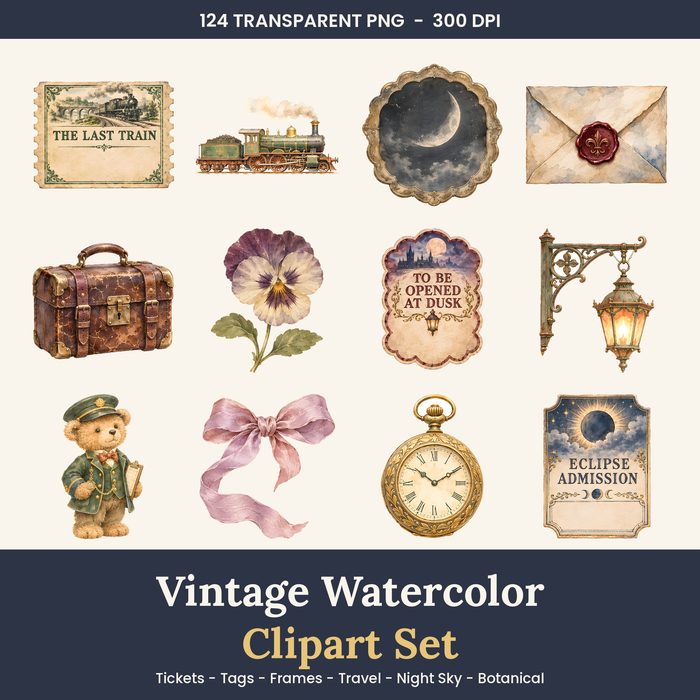 124 TRANSPARENT PNG - 300 DPI
THE LAST TRAIN
TO BE
OPENED
AT DUSK
ECLIPSE
ADMISSION
Vintage Watercolor
Clipart Set
Tickets - Tags - Frames - Travel - Night Sky - Botanical